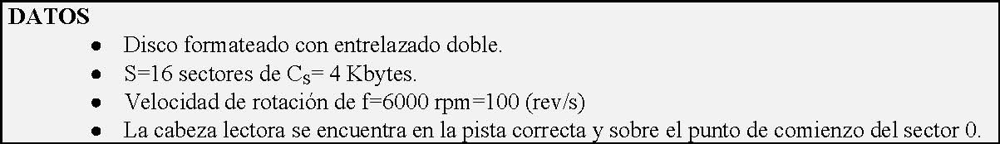 DATOS
● Disco formateado con entrelazado doble.
● S=16 sectores de Cs= 4 Kbytes.
● Velocidad de rotación de f=6000 rpm=100 (rev/s)
● La cabeza lectora se encuentra en la pista correcta y sobre el punto de comienzo del sector 0.